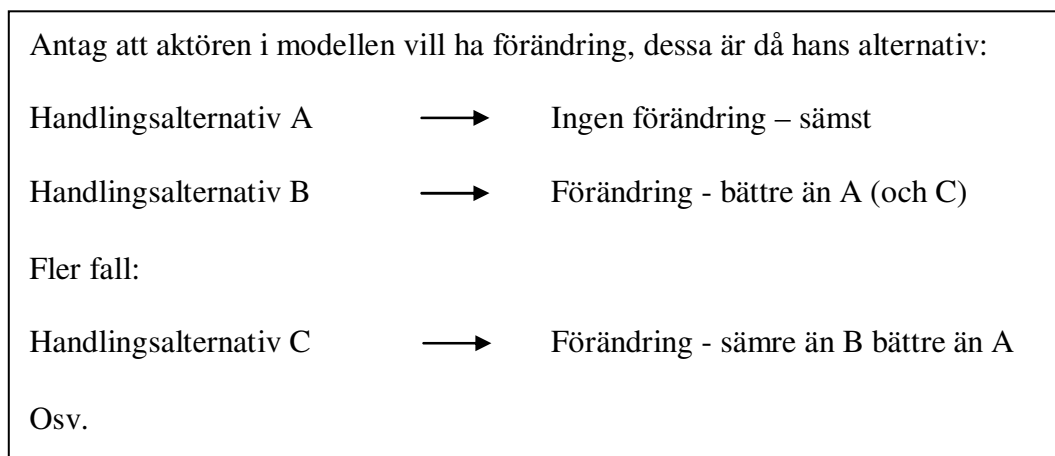 Antag att aktören i modellen vill ha förändring, dessa är då hans alternativ:
Handlingsalternativ A Ingen förändring – sämst
Handlingsalternativ B Förändring - bättre än A (och C)
Fler fall:
Handlingsalternativ C Förändring - sämre än B bättre än A
Osv.